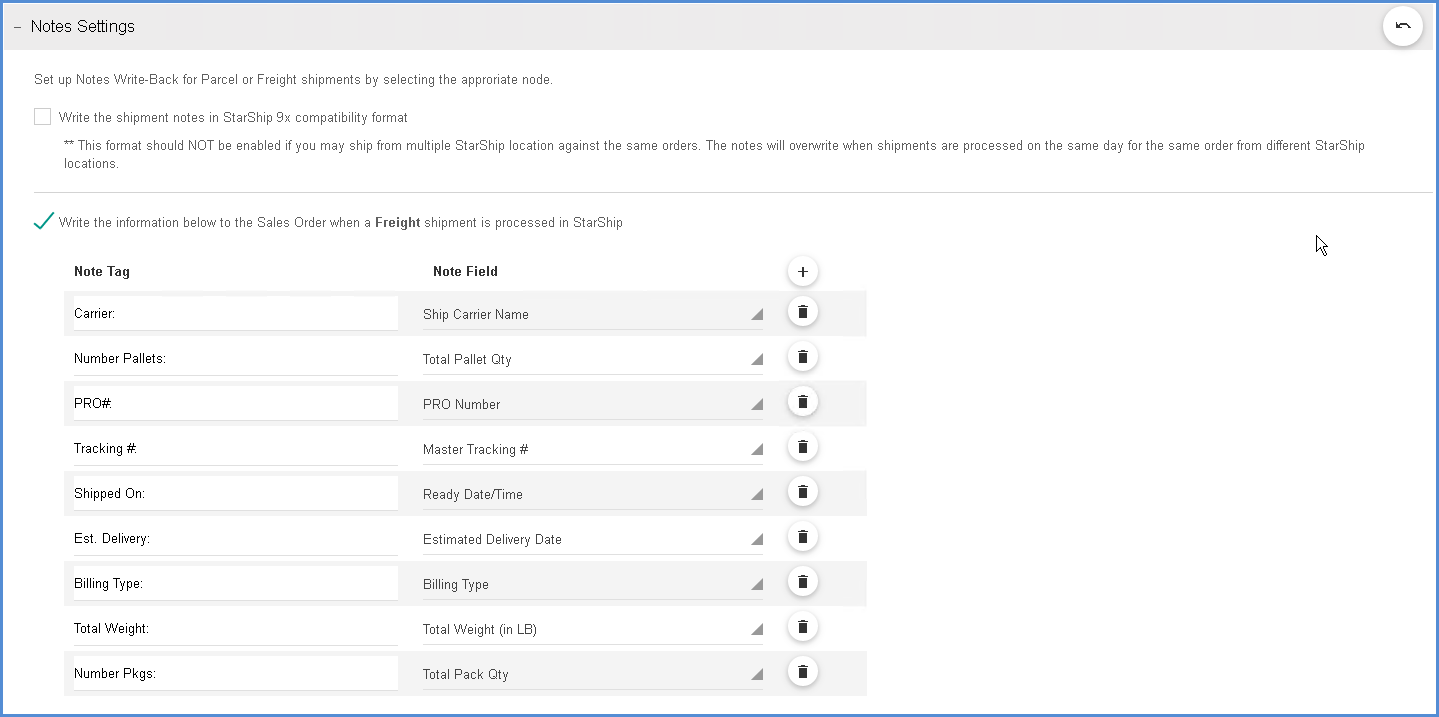 – Notes Settings
Set up Notes Write-Back for Parcel or Freight shipments by selecting the approriate node.
Write the shipment notes in StarShip 9x compatibility format
** This format should NOT be enabled if you may ship from multiple StarShip location against the same orders. The notes will overwrite when shipments are processed on the same day for the same order from different StarShip
locations.
Write the information below to the Sales Order when a Freight shipment is processed in StarShip
Note Tag Note Field +
Carrier: Ship Carrier Name
Number Pallets: Total Pallet Qty
PRO#: PRO Number
Tracking #: Master Tracking #
Shipped On: Ready Date/Time
Est. Delivery: Estimated Delivery Date
Billing Type: Billing Type
Total Weight: Total Weight (in LB)
Number Pkgs: Total Pack Qty